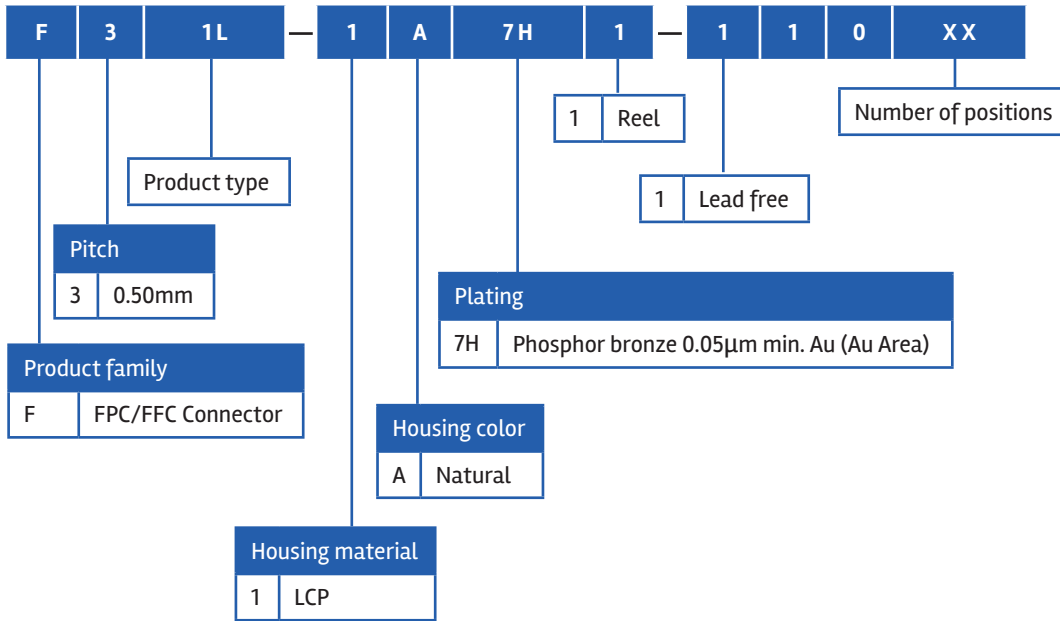 F 3 1L — 1 A 7H 1 — 1 1 0 XX
1 Reel
Number of positions
Product type
1 Lead free
Pitch
3 0.50mm
Plating
7H Phosphor bronze 0.05μm min. Au (Au Area)
Product family
F FPC/FFC Connector
Housing color
A Natural
Housing material
1 LCP